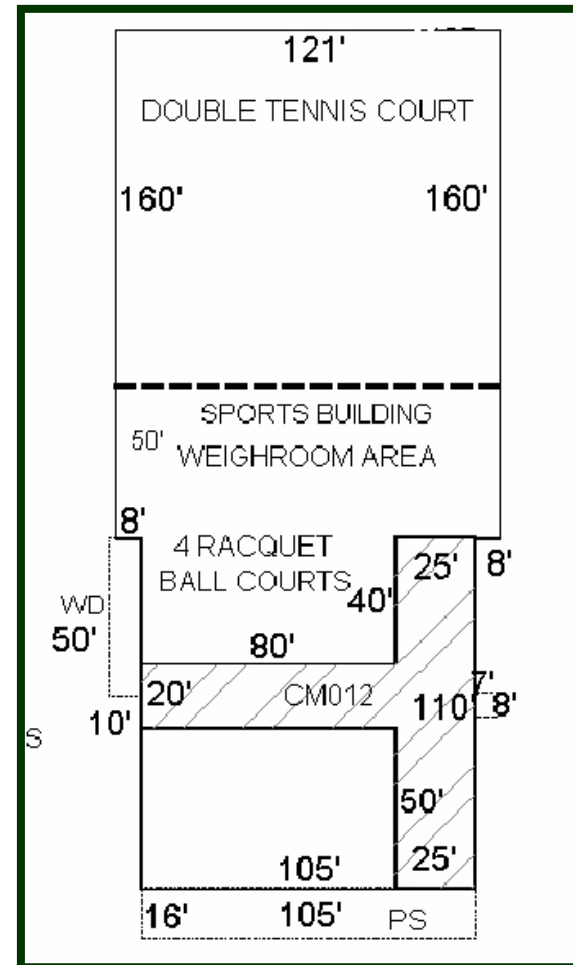 121'
DOUBLE TENNIS COURT
160' 160'
SPORTS BUILDING
50'
WEIGHROOM AREA
8'
4 RACQUET
25' 8'
BALL COURTS
40'
WD
50'
80'
7'
20' CM012 110' 8'
10'
S
50'
25'
105'
16' 105' PS